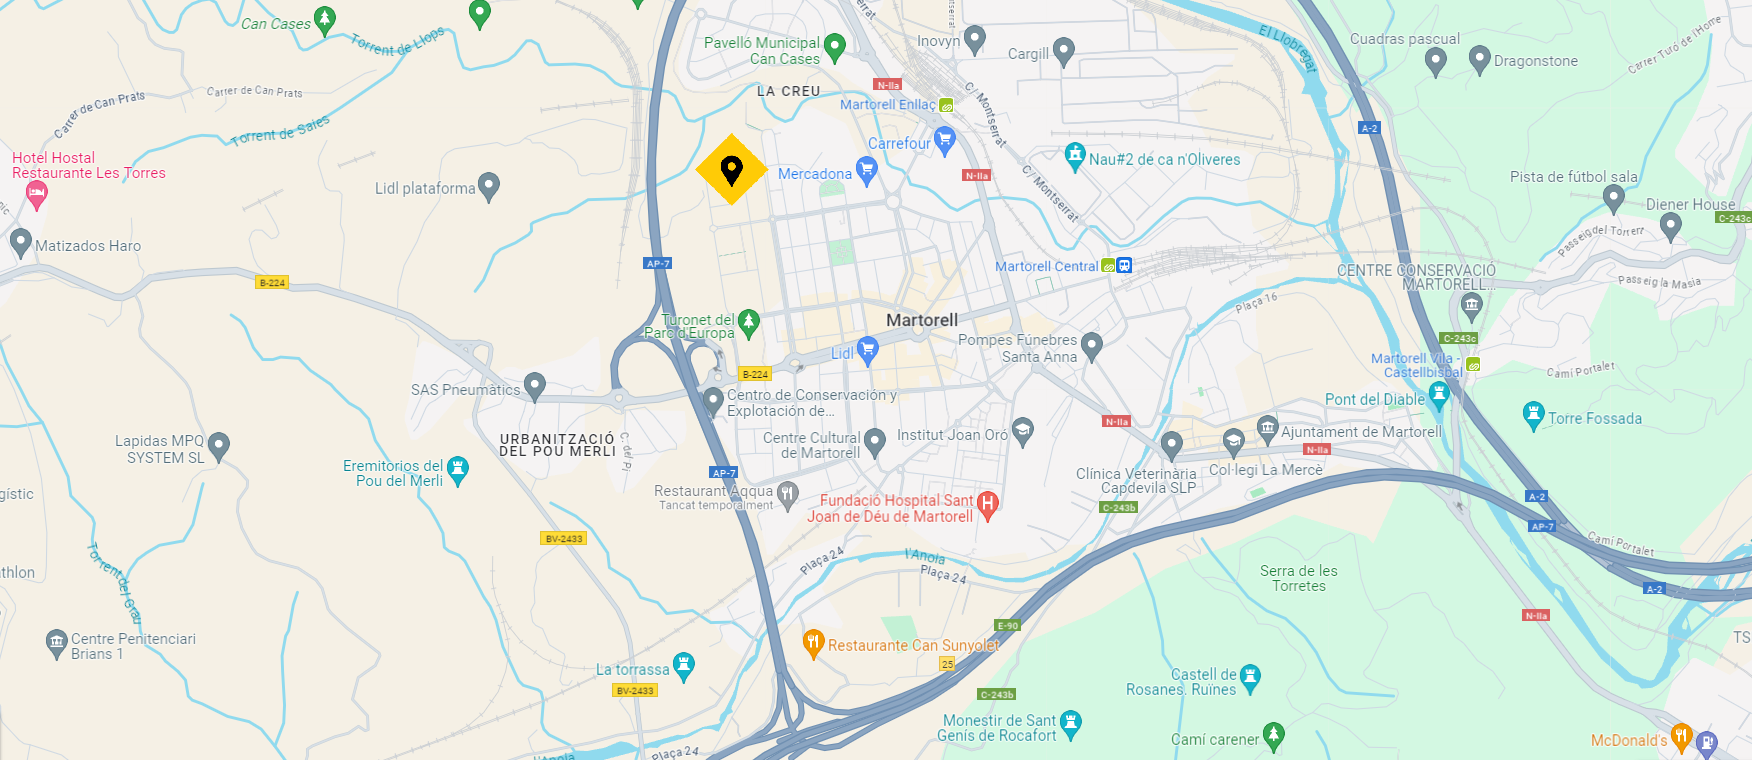 Can Cases
Torrent de Llops
Pavelló Municipal
Can Cases
Inovyn
Cargill
El Llobregat
Cuadras pascual
Dragonstone
Carrer de Can Prats
Carrer de Can Prats
LA CREU
N-IIa
Martorell Enllaç
C/ Montserrat
A-2
Torrent de Saies
Carrefour
Nau#2 de ca n'Oliveres
Hotel Hostal
Restaurante Les Torres
Lidl plataforma
Mercadona
N-IIa
C/ Montserrat
Pista de fútbol sala
Diener House
C-243c
Matizados Haro
Passeig del Torrent
B-224
AP-7
Martorell Central
CENTRE CONSERVACIÓ
MARTORELL...
Passeig la Masia
Plaça 16
Turonet del
Parc d'Europa
Martorell
Pompes Fúnebres
Santa Anna
C-243c
Lidl
Martorell Vila -
Castellbisbal
Camí Portalet
B-224
SAS Pneumàtics
Centro de Conservación y
Explotación de...
Pont del Diable
Torre Fossada
N-IIa
URBANITZACIÓ
DEL POU MERLI
C. del Pi
Centre Cultural
de Martorell
Institut Joan Oró
Ajuntament de Martorell
N-IIa
Lapidas MPQ
SYSTEM SL
Eremitorios del
Pou del Merli
AP-7
Clínica Veterinària
Capdevila SLP
Col·legi La Mercè
gístic
Restaurant Aqqua
Tancat temporalment
Fundació Hospital Sant
Joan de Déu de Martorell
C-243b
A-2
AP-7
BV-2433
Torrent del Grau
Plaça 24
l'Anoia
Plaça 24
Camí Portalet
athlon
Serra de les
Torretes
A-2
N-IIa
E-90
Centre Penitenciari
Brians 1
Restaurante Can Sunyolet
25
TS
La torrassa
BV-2433
C-243b
Castell de
Rosanes. Ruïnes
Monestir de Sant
Genís de Rocafort
Camí carener
McDonald's
Plaça 24
l'Anoia